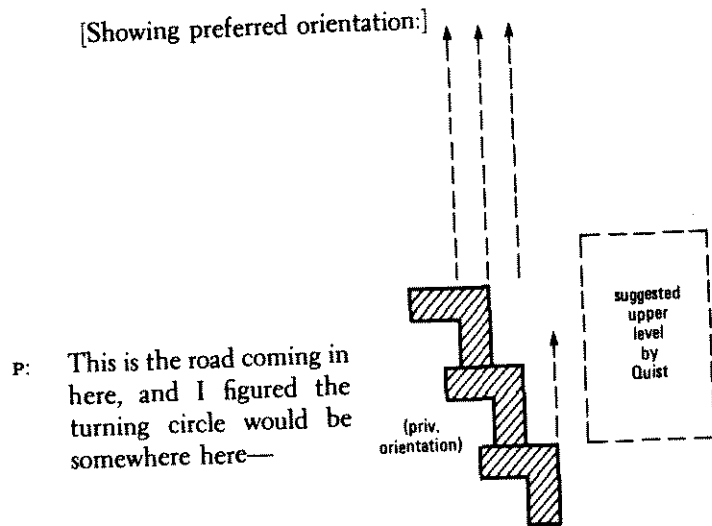 [Showing preferred orientation:]
suggested
upper
level
by
Quist
P: This is the road coming in
here, and I figured the
turning circle would be
somewhere here—
(priv.
orientation)